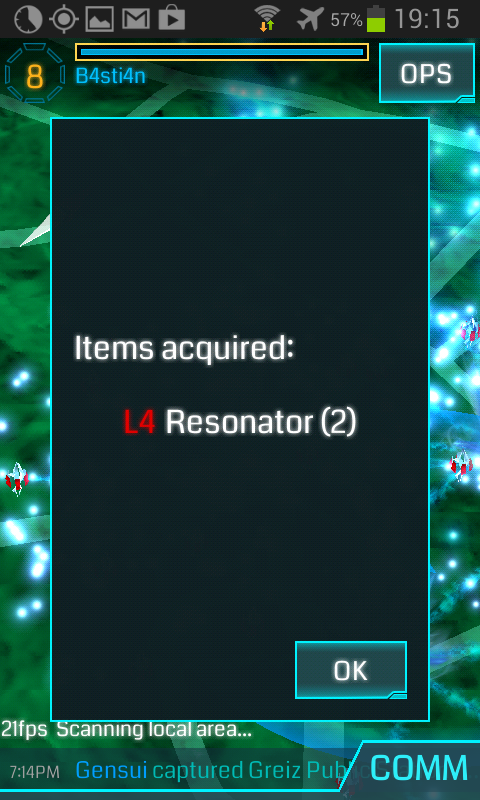 57% 19:15
8 B4sti4n OPS
Items acquired:
L4 Resonator (2)
OK
21fps Scanning local area...
7:14PM Gensui captured Greiz Pub
COMM